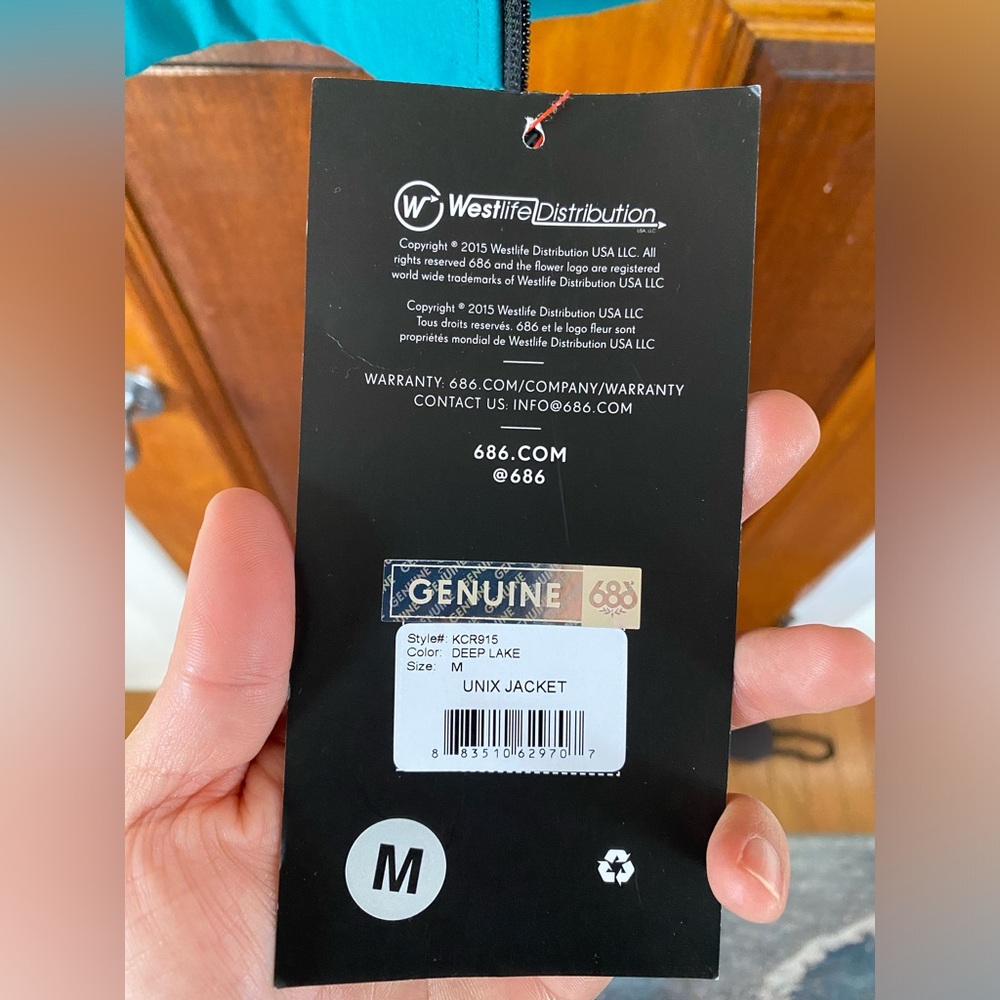 W Westlife Distribution
USA, LLC
Copyright ® 2015 Westlife Distribution USA LLC. All
rights reserved 686 and the flower logo are registered
world wide trademarks of Westlife Distribution USA LLC
Copyright ® 2015 Westlife Distribution USA LLC
Tous droits reservés. 686 et le logo fleur sont
propriétés mondial de Westlife Distribution USA LLC
WARRANTY: 686.COM/COMPANY/WARRANTY
CONTACT US: INFO@686.COM
686.COM
@686
GENUINE 686
Style#: KCR915
Color: DEEP LAKE
Size: M
UNIX JACKET
8 83510 62970 7
M